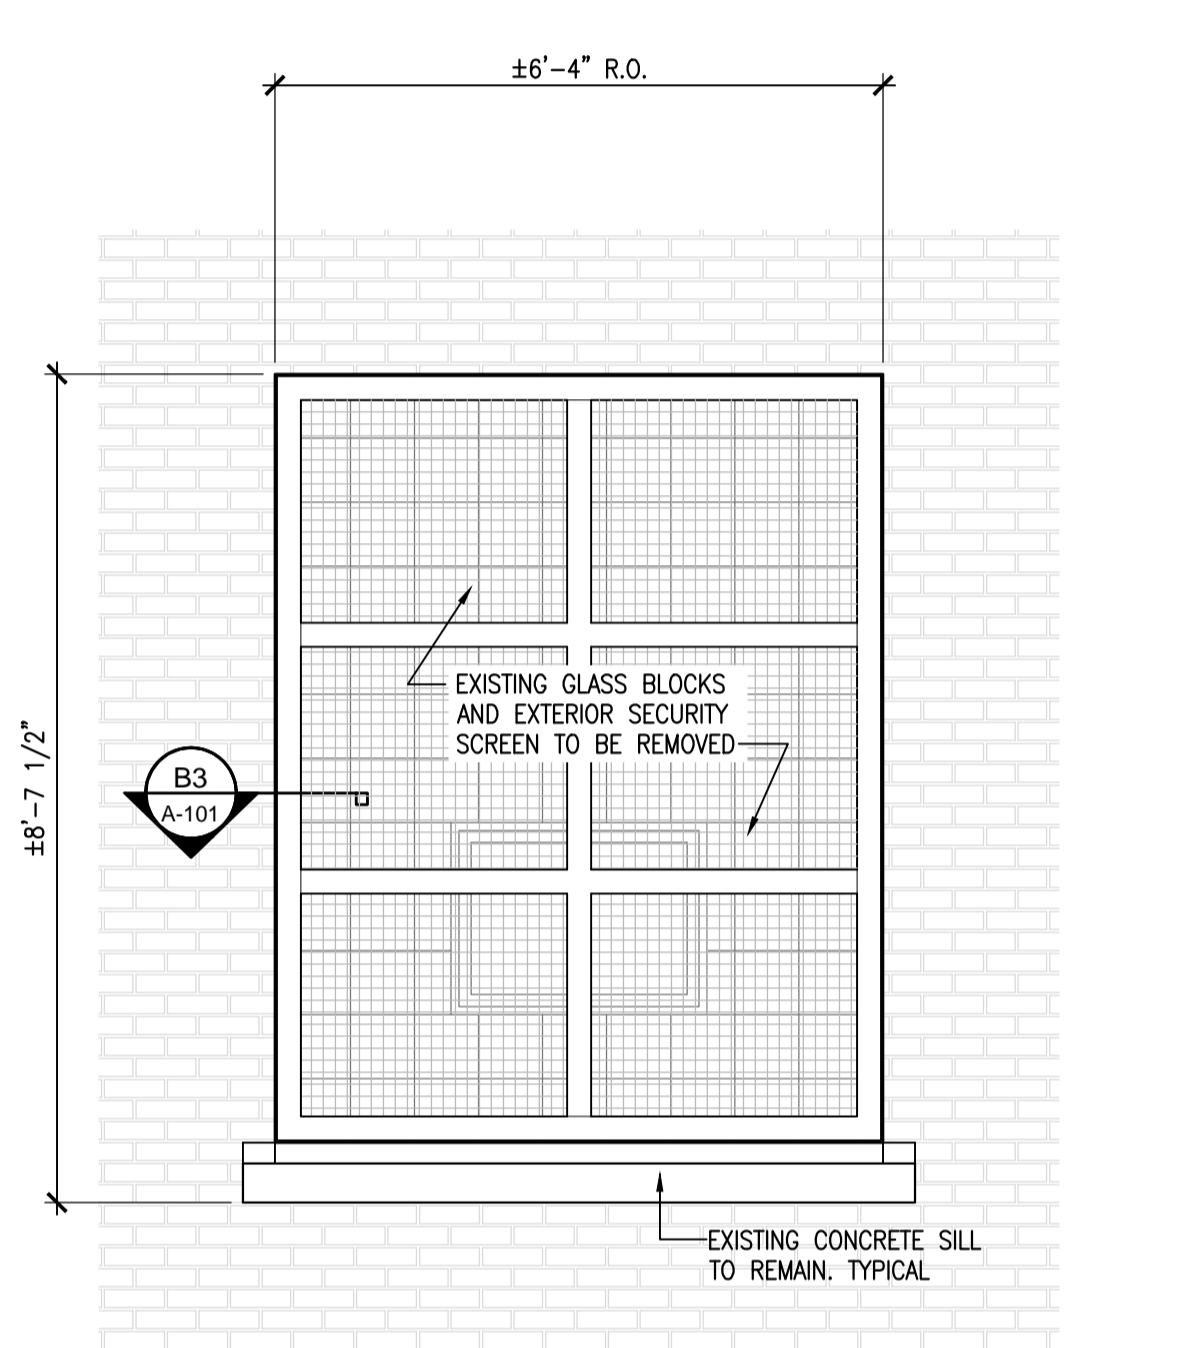 ±6'-4" R.O.
EXISTING GLASS BLOCKS
AND EXTERIOR SECURITY
SCREEN TO BE REMOVED
±8'-7 1/2"
B3
A-101
EXISTING CONCRETE SILL
TO REMAIN. TYPICAL